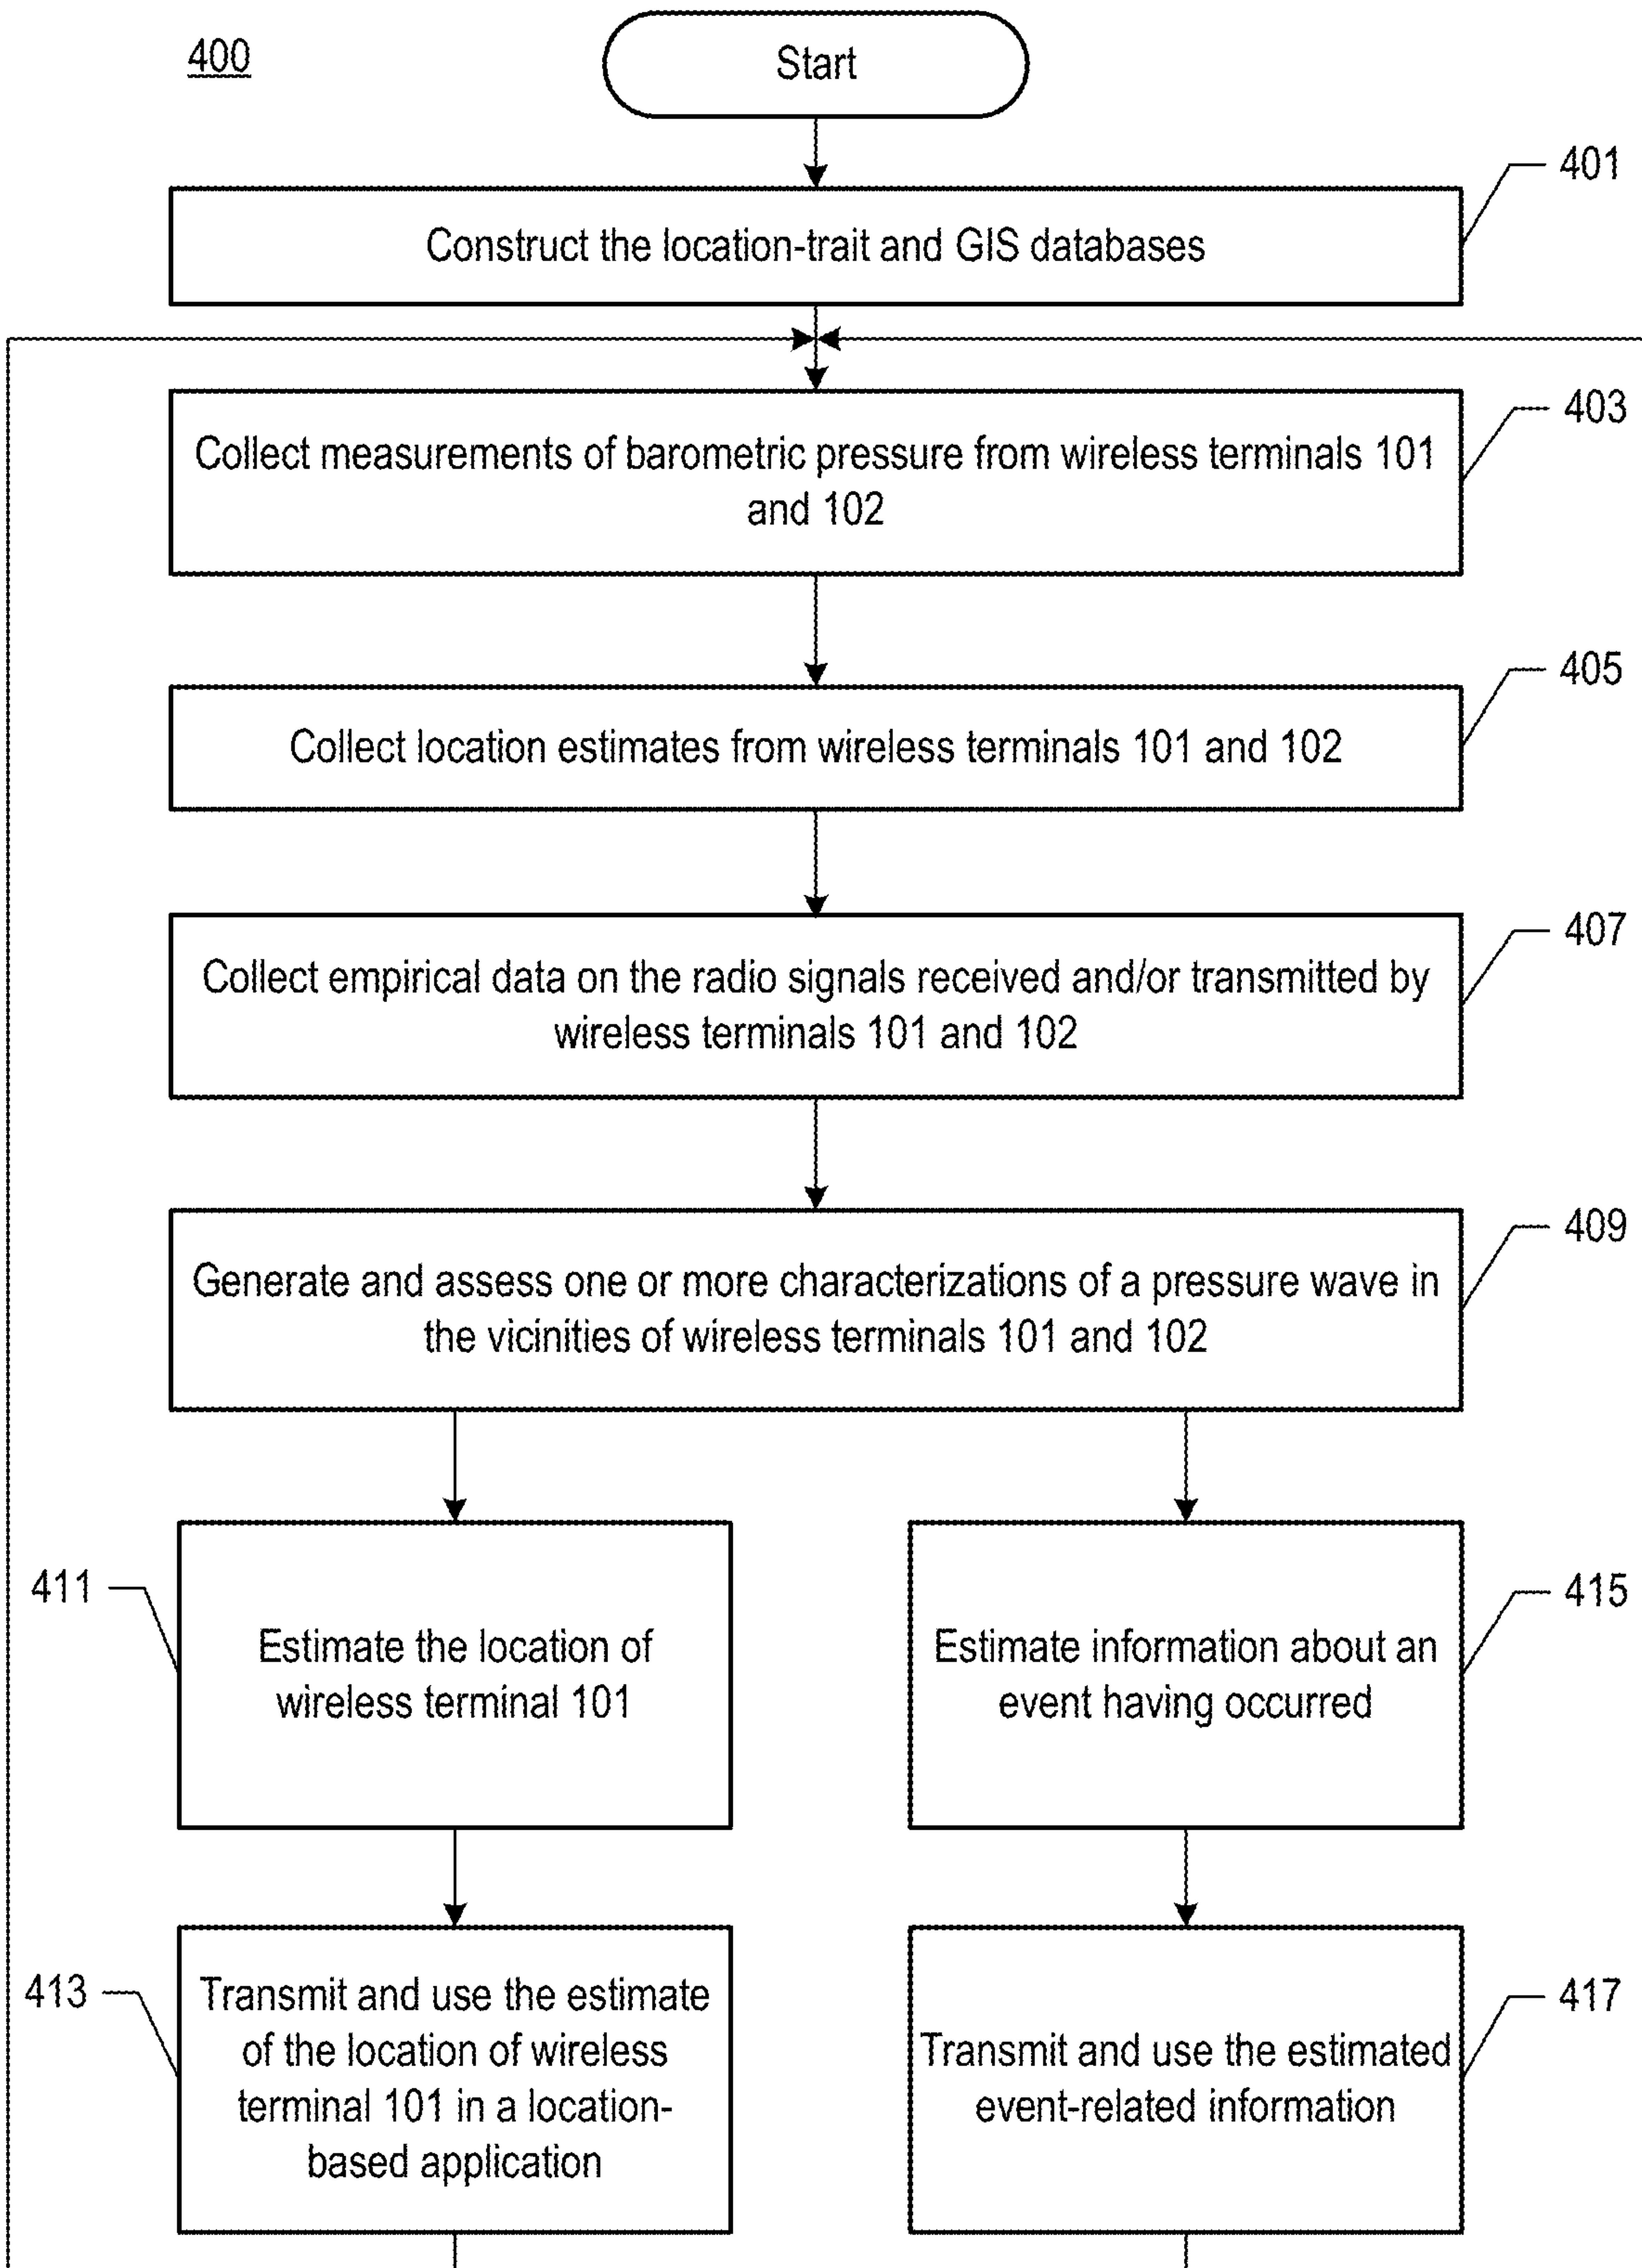 400
Start
401
Construct the location-trait and GIS databases
403
Collect measurements of barometric pressure from wireless terminals 101
and 102
405
Collect location estimates from wireless terminals 101 and 102
407
Collect empirical data on the radio signals received and/or transmitted by
wireless terminals 101 and 102
409
Generate and assess one or more characterizations of a pressure wave in
the vicinities of wireless terminals 101 and 102
411
Estimate the location of
wireless terminal 101
415
Estimate information about an
event having occurred
413
Transmit and use the estimate
of the location of wireless
terminal 101 in a location-
based application
417
Transmit and use the estimated
event-related information